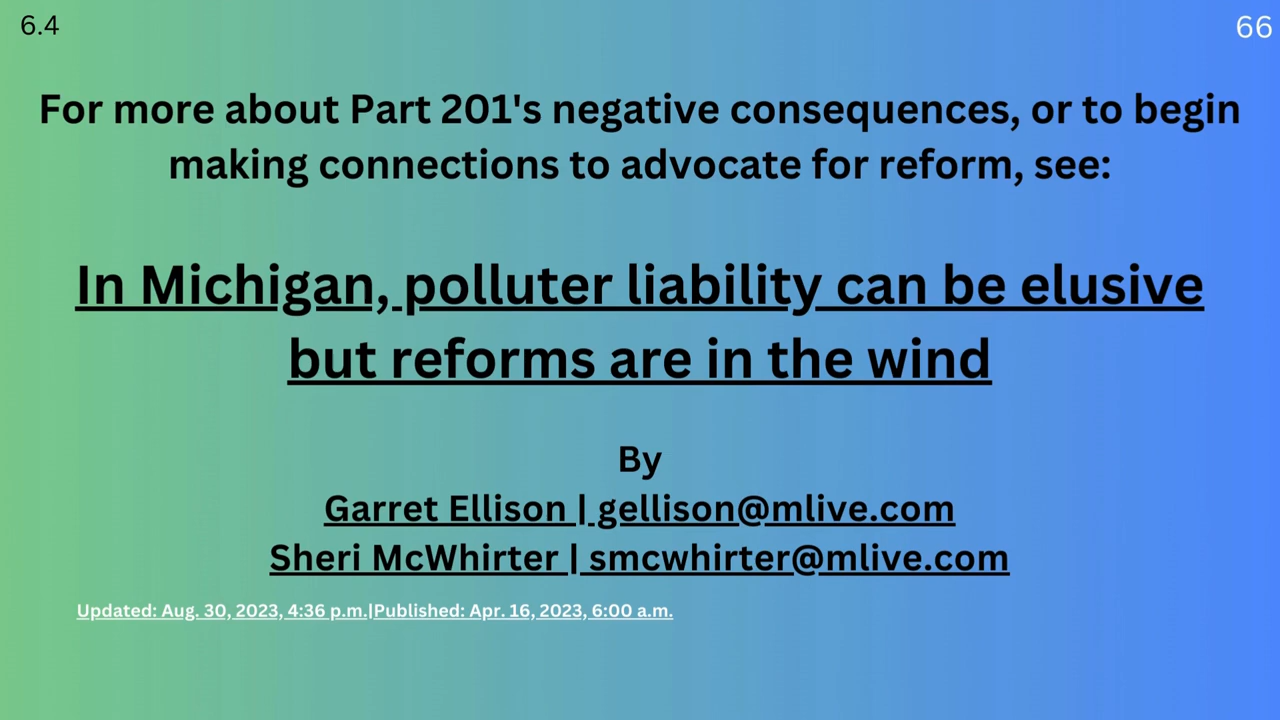 6.4
66
For more about Part 201's negative consequences, or to begin
making connections to advocate for reform, see:
In Michigan, polluter liability can be elusive
but reforms are in the wind
By
Garret Ellison | gellison@mlive.com
Sheri McWhirter | smcwhirter@mlive.com
Updated: Aug. 30, 2023, 4:36 p.m.|Published: Apr. 16, 2023, 6:00 a.m.